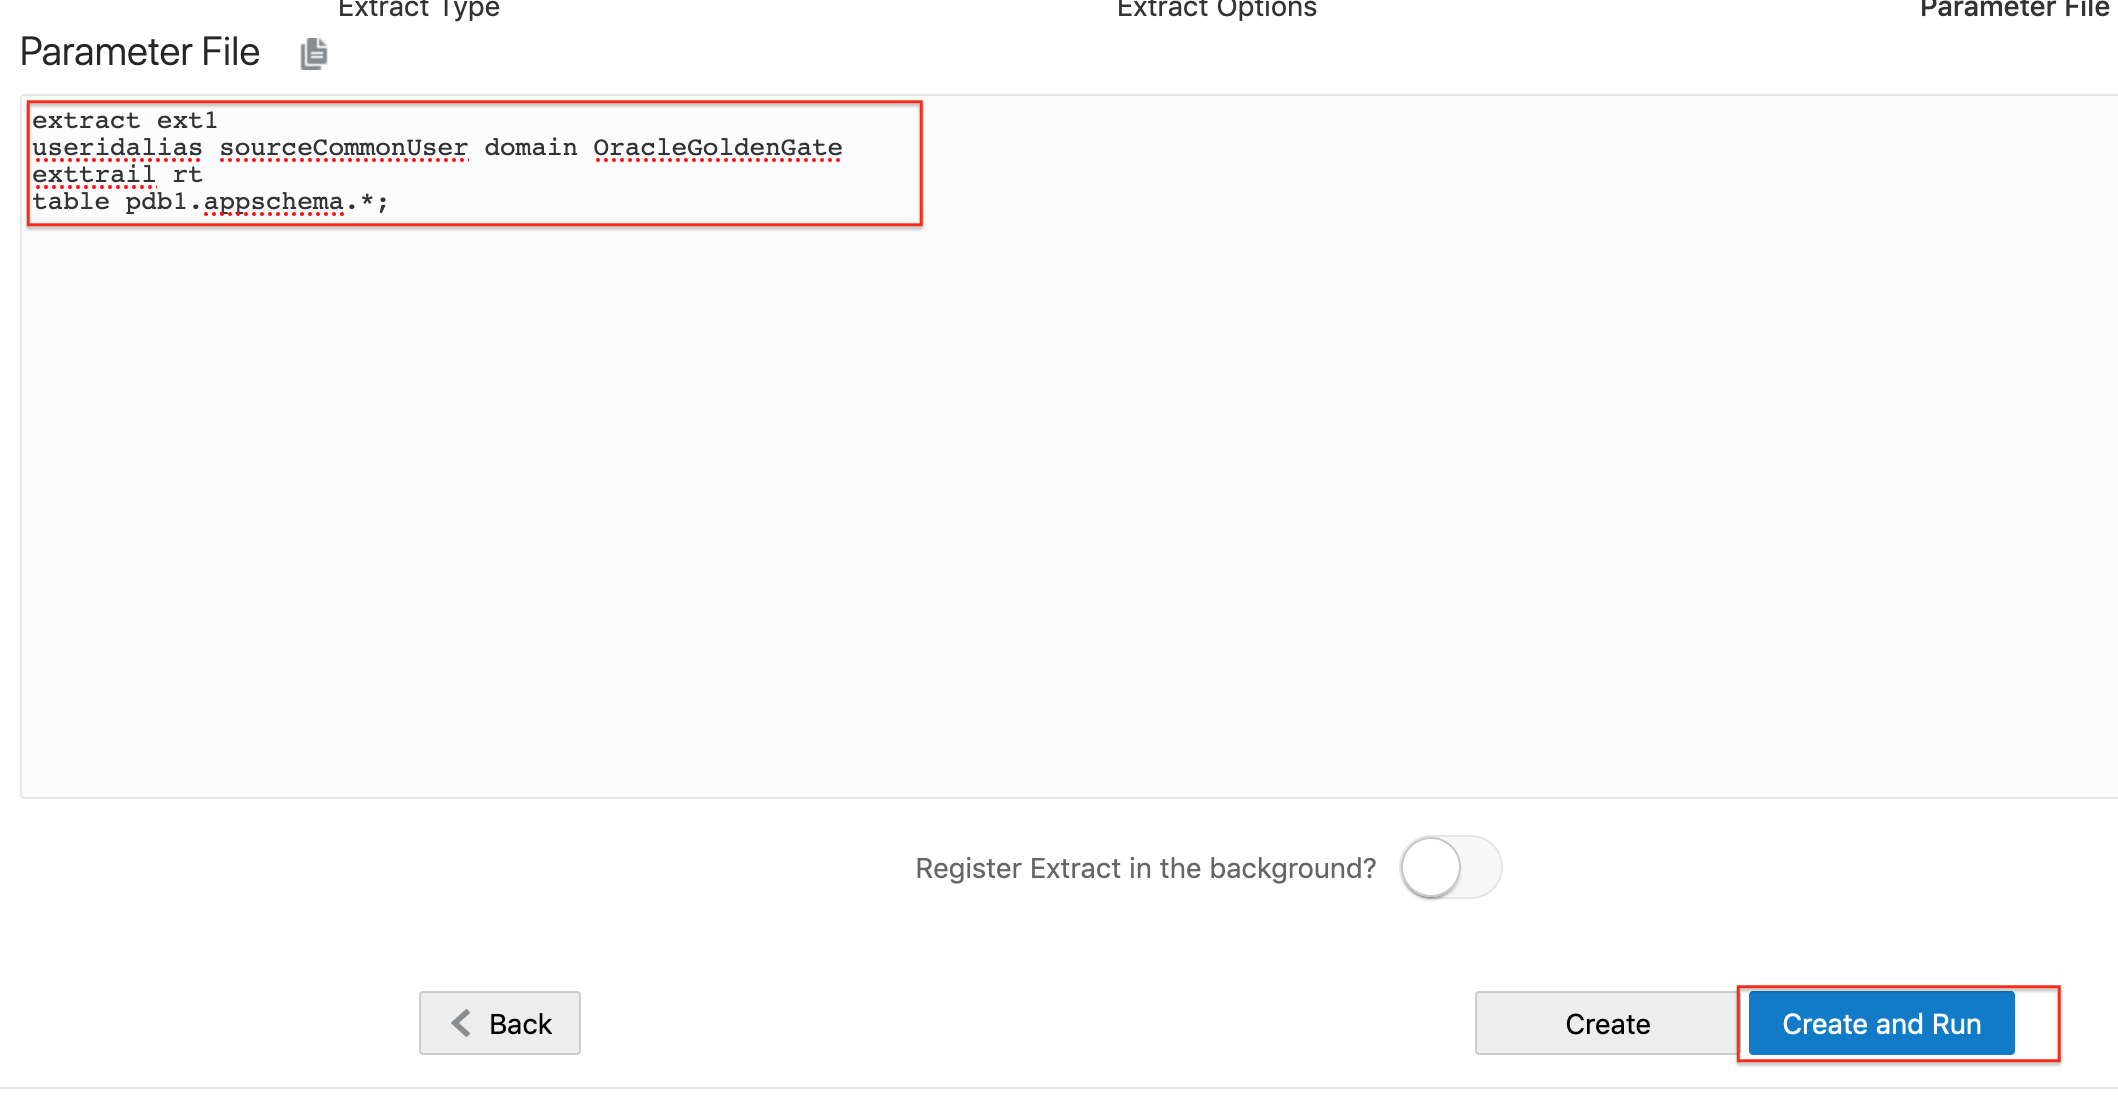 Extract Type
Extract Options
Parameter File
Parameter File
extract ext1
useridalias sourceCommonUser domain OracleGoldenGate
exttrail rt
table pdb1.appschema.*;
Register Extract in the background?
Back
Create
Create and Run